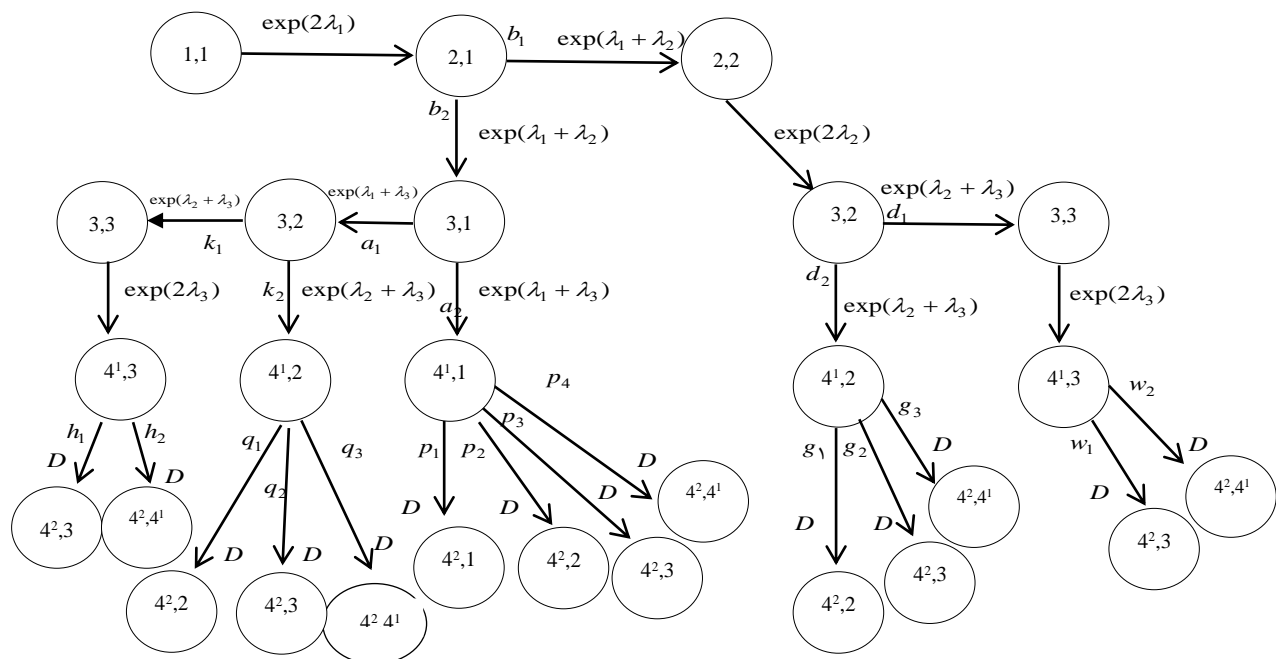 exp(2λ₁)
b₁
exp(λ₁ + λ₂)
1,1
2,1
2,2
b₂
exp(λ₁ + λ₂)
exp(2λ₂)
exp(λ₂ + λ₃)
exp(λ₁ + λ₃)
exp(λ₂ + λ₃)
3,3
3,2
3,1
3,2
d₁
3,3
k₁
a₁
d₂
exp(2λ₃)
k₂
exp(λ₂ + λ₃)
a₂
exp(λ₁ + λ₃)
exp(λ₂ + λ₃)
exp(2λ₃)
4¹,3
4¹,2
4¹,1
4¹,2
4¹,3
p₄
p₃
g₃
w₂
h₁
h₂
q₁
q₂
q₃
p₁
p₂
g١
g₂
w₁
D
D
D
D
D
D
D
D
D
D
D
D
D
D
4²,3
4²,4¹
4²,2
4²,3
4² 4¹
4²,1
4²,2
4²,3
4²,4¹
4²,2
4²,3
4²,4¹
4²,3
4²,4¹